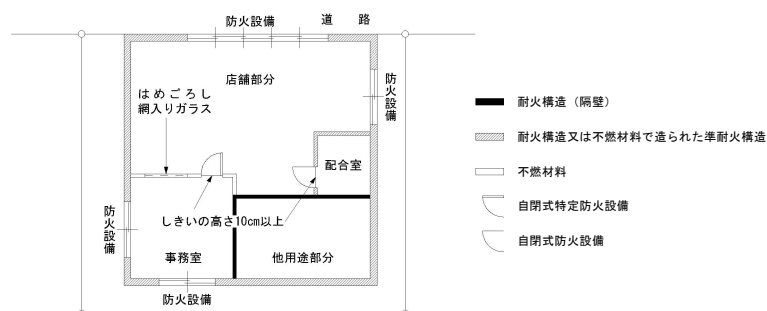 防火設備
道 路
店舗部分
はめごろし
網入りガラス
防火設備
配合室
しきいの高さ10cm以上
防火設備
事務室
他用途部分
防火設備
耐火構造（隔壁）
耐火構造又は不燃材料で造られた準耐火構造
不燃材料
自閉式特定防火設備
自閉式防火設備